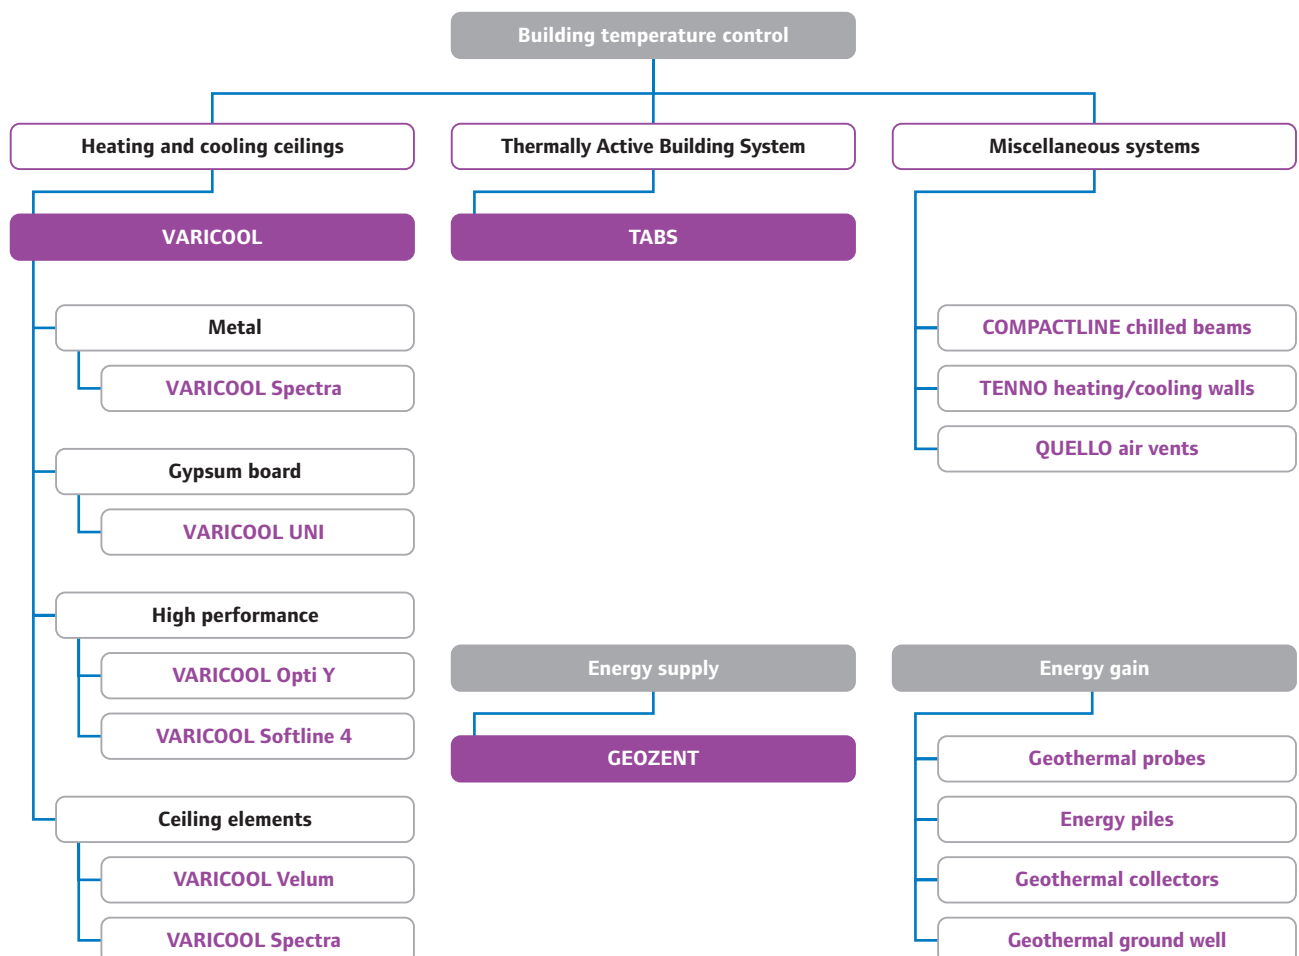 Building temperature control
Heating and cooling ceilings
Thermally Active Building System
Miscellaneous systems
VARICOOL
TABS
Metal
VARICOOL Spectra
Gypsum board
VARICOOL UNI
High performance
VARICOOL Opti Y
VARICOOL Softline 4
Ceiling elements
VARICOOL Velum
VARICOOL Spectra
COMPACTLINE chilled beams
TENNO heating/cooling walls
QUELLO air vents
Energy supply
GEOZENT
Energy gain
Geothermal probes
Energy piles
Geothermal collectors
Geothermal ground well